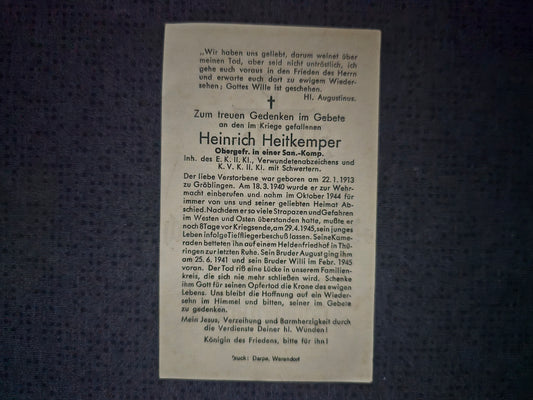 „Wir haben uns geliebt, darum weinet über
meinen Tod, aber seid nicht untröstlich, ich
gehe euch voraus in den Frieden des Herrn
und erwarte euch dort zu ewigem Wieder-
sehen; Gottes Wille ist geschehen.
Hl. Augustinus.
Zum treuen Gedenken im Gebete
an den im Kriege gefallenen
Heinrich Heitkemper
Obergefr. in einer San.-Komp.
Inh. des E. K. II. Kl., Verwundetenabzeichens und
K. V. K. II. Kl. mit Schwertern.
Der liebe Verstorbene war geboren am 22. 1. 1913
zu Gröblingen. Am 18. 3. 1940 wurde er zur Wehr-
macht einberufen und nahm im Oktober 1944 für
immer von uns und seiner geliebten Heimat Ab-
schied. Nachdem er so viele Strapazen und Gefahren
im Westen und Osten überstanden hatte, mußte er
noch 8 Tage vor Kriegsende, am 29. 4. 1945, sein junges
Leben infolge Tieffliegerbeschuß lassen. Seine Kame-
raden betteten ihn auf einem Heldenfriedhof in Thü-
ringen zur letzten Ruhe. Sein Bruder August ging ihm
am 25. 6. 1941 und sein Bruder Willi im Febr. 1945
voran. Der Tod riß eine Lücke in unserem Familien-
kreis, die sich nie mehr schließen wird. Schenke
ihm Gott für seinen Opfertod die Krone des ewigen
Lebens. Uns bleibt die Hoffnung auf ein Wieder-
sehn im Himmel und bitten, seiner im Gebete
zu gedenken.
Mein Jesus, Verzeihung und Barmherzigkeit durch
die Verdienste Deiner hl. Wunden!
Königin des Friedens, bitte für ihn!
Druck: Darpe, Warendorf